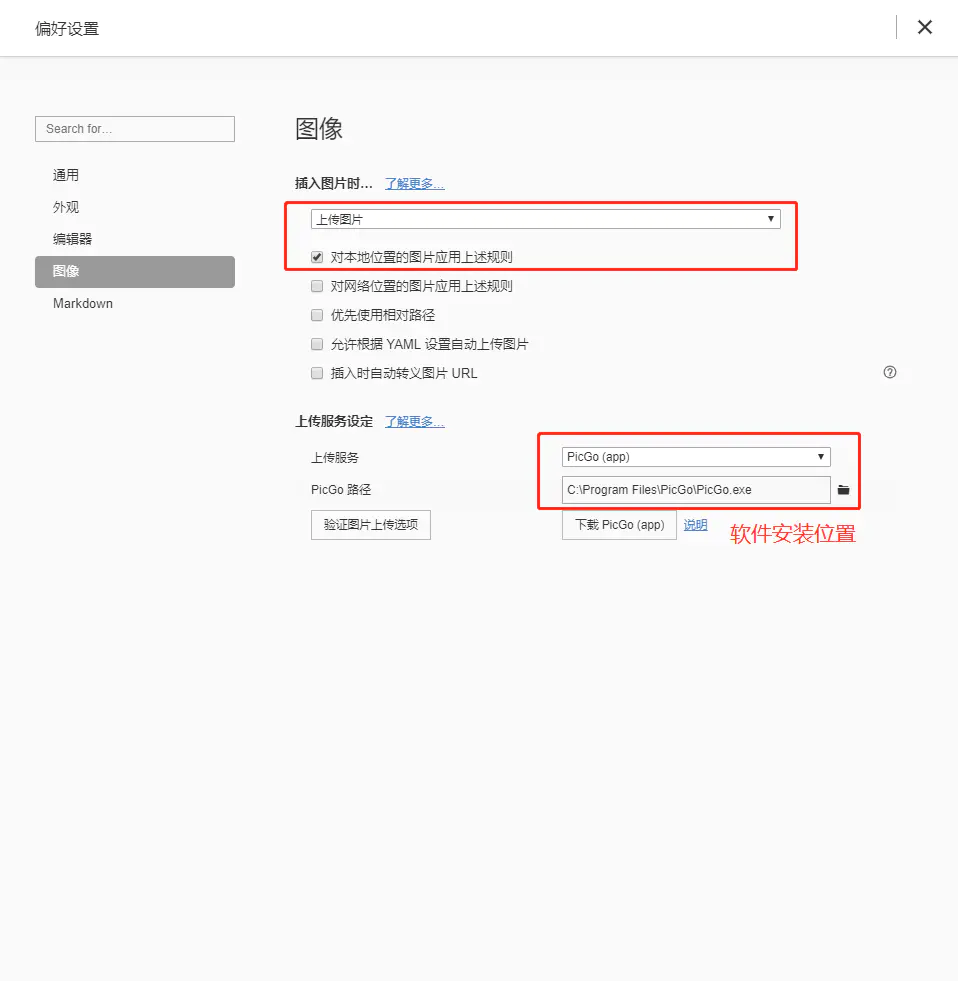 偏好设置
Search for...
通用
外观
编辑器
图像
Markdown
图像
插入图片时... 了解更多...
上传图片
对本地位置的图片应用上述规则
对网络位置的图片应用上述规则
优先使用相对路径
允许根据 YAML 设置自动上传图片
插入时自动转义图片 URL
上传服务设定 了解更多...
上传服务 PicGo (app)
PicGo 路径 C:\Program Files\PicGo\PicGo.exe
验证图片上传选项 下载 PicGo (app) 说明
软件安装位置